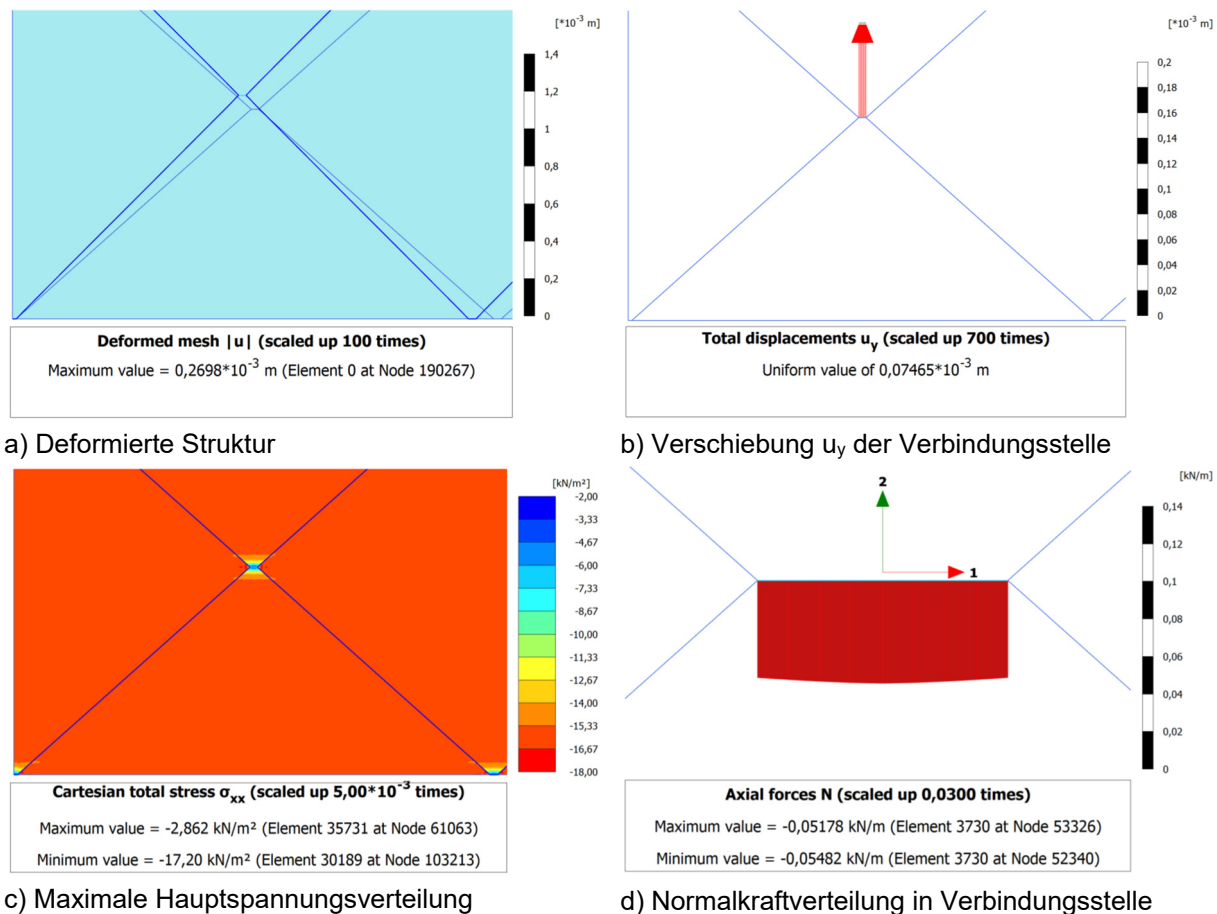 [*10⁻³ m]
1,4
1,2
1
0,8
0,6
0,4
0,2
0
Deformed mesh |u| (scaled up 100 times)
Maximum value = 0,2698*10⁻³ m (Element 0 at Node 190267)
a) Deformierte Struktur
[*10⁻³ m]
0,2
0,18
0,16
0,14
0,12
0,1
0,08
0,06
0,04
0,02
0
Total displacements u_y (scaled up 700 times)
Uniform value of 0,07465*10⁻³ m
b) Verschiebung u_y der Verbindungsstelle
[kN/m²]
-2,00
-3,33
-4,67
-6,00
-7,33
-8,67
-10,00
-11,33
-12,67
-14,00
-15,33
-16,67
-18,00
Cartesian total stress σ_xx (scaled up 5,00*10⁻³ times)
Maximum value = -2,862 kN/m² (Element 35731 at Node 61063)
Minimum value = -17,20 kN/m² (Element 30189 at Node 103213)
c) Maximale Hauptspannungsverteilung
2
1
[kN/m]
0,14
0,12
0,1
0,08
0,06
0,04
0,02
0
Axial forces N (scaled up 0,0300 times)
Maximum value = -0,05178 kN/m (Element 3730 at Node 53326)
Minimum value = -0,05482 kN/m (Element 3730 at Node 52340)
d) Normalkraftverteilung in Verbindungsstelle